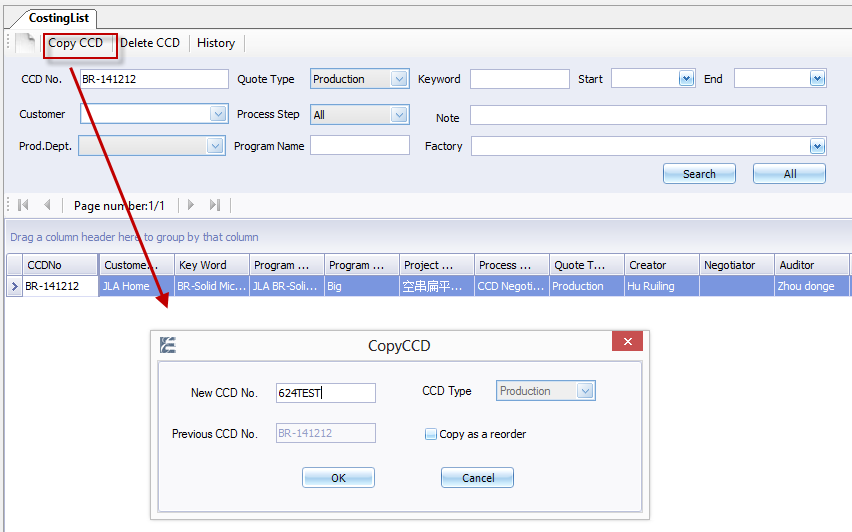 CostingList
Copy CCD Delete CCD History
CCD No. BR-141212 Quote Type Production Keyword Start End
Customer Process Step All Note
Prod.Dept. Program Name Factory
Search All
Page number:1/1
Drag a column header here to group by that column
CCDNo Custome... Key Word Program ... Program ... Project ... Process ... Quote T... Creator Negotiator Auditor
BR-141212 JLA Home BR-Solid Mic... JLA BR-Soli... Big 空串扁平... CCD Negoti... Production Hu Ruiling Zhou donge
CopyCCD
New CCD No. 624TEST CCD Type Production
Previous CCD No. BR-141212 Copy as a reorder
OK Cancel